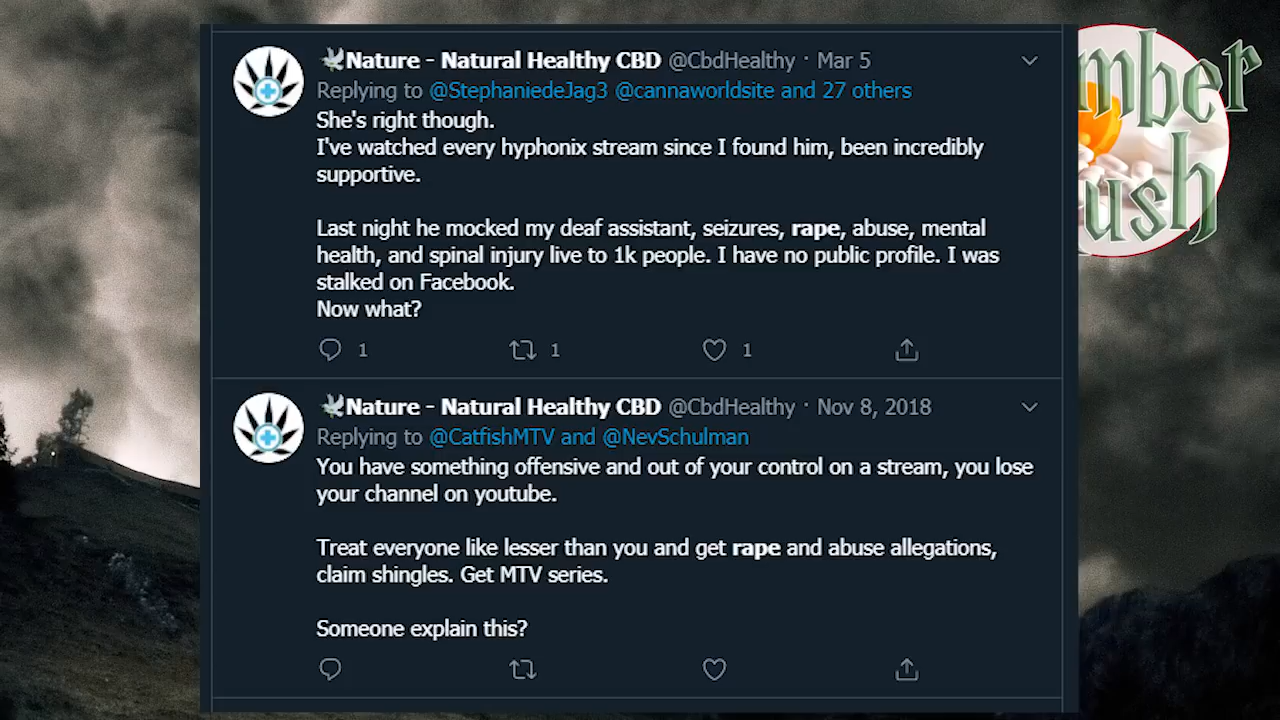 Nature - Natural Healthy CBD @CbdHealthy · Mar 5
Replying to @StephaniedeJag3 @cannaworldsite and 27 others
She's right though.
I've watched every hyphonix stream since I found him, been incredibly
supportive.
Last night he mocked my deaf assistant, seizures, rape, abuse, mental
health, and spinal injury live to 1k people. I have no public profile. I was
stalked on Facebook.
Now what?
1 1 1
Nature - Natural Healthy CBD @CbdHealthy · Nov 8, 2018
Replying to @CatfishMTV and @NevSchulman
You have something offensive and out of your control on a stream, you lose
your channel on youtube.
Treat everyone like lesser than you and get rape and abuse allegations,
claim shingles. Get MTV series.
Someone explain this?
mber
ush